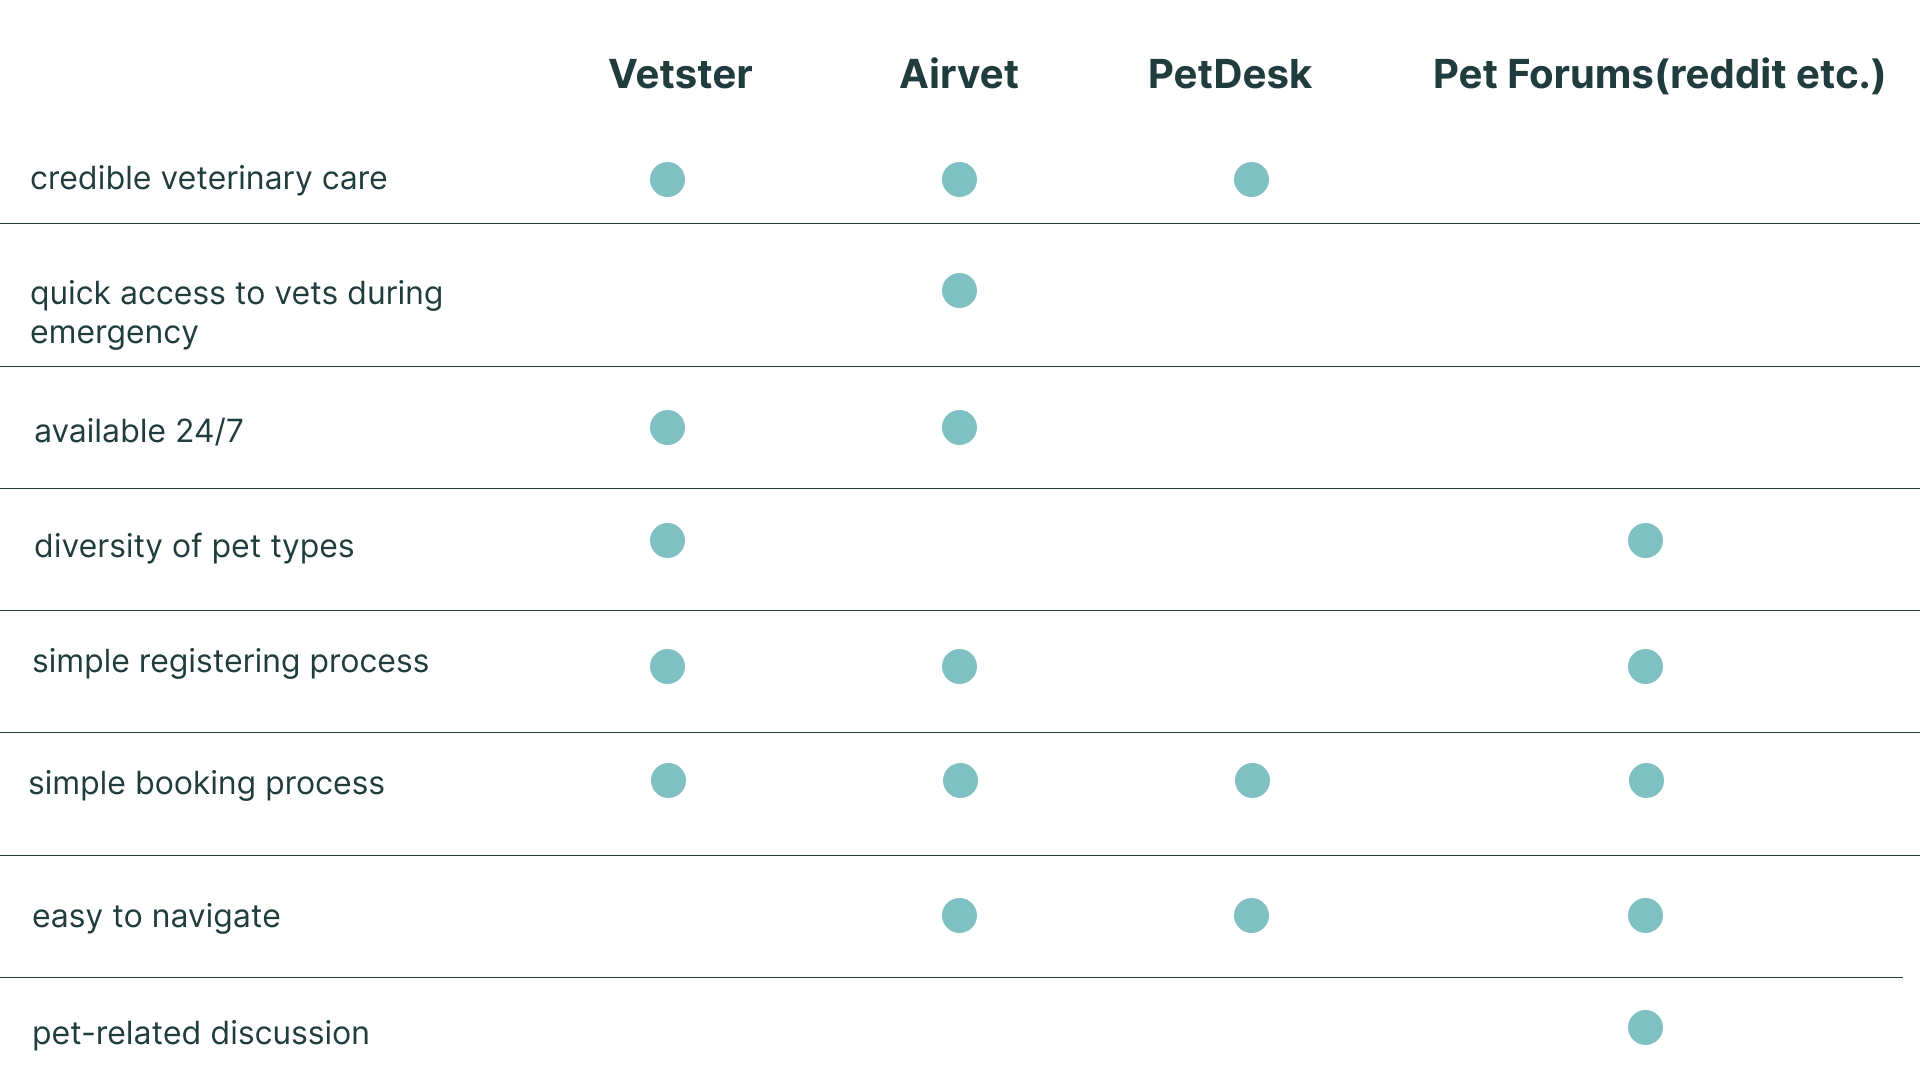 Vetster Airvet PetDesk Pet Forums(reddit etc.)
credible veterinary care
quick access to vets during
emergency
available 24/7
diversity of pet types
simple registering process
simple booking process
easy to navigate
pet-related discussion